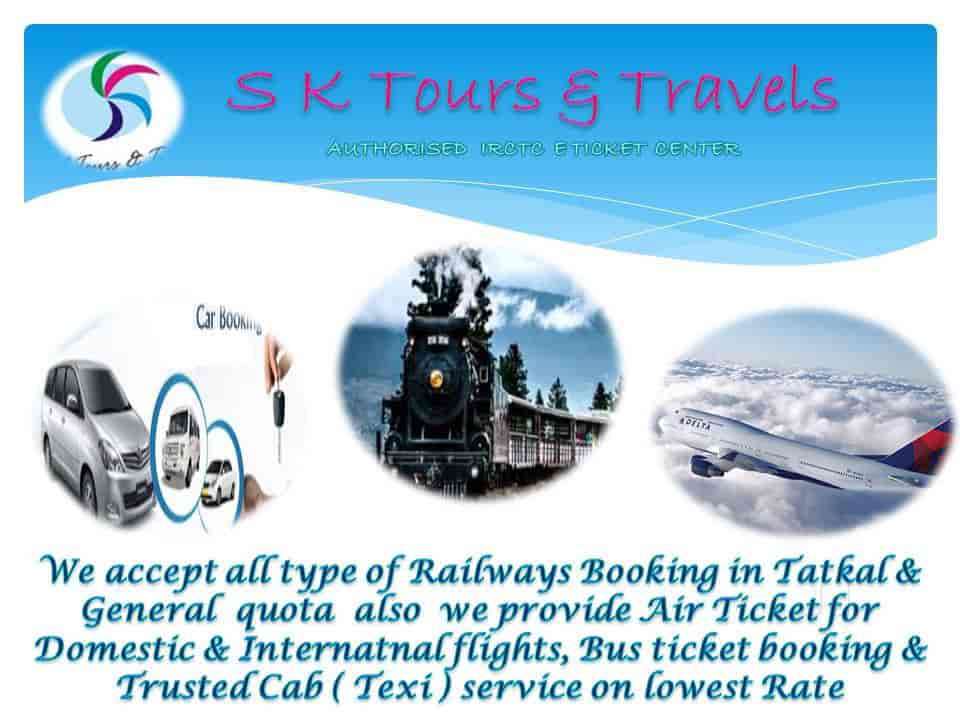 S K Tours & Travels
AUTHORISED IRCTC E TICKET CENTER
Tours & T
Car Booking
DELTA
We accept all type of Railways Booking in Tatkal &
General quota also we provide Air Ticket for
Domestic & Internatnal flights, Bus ticket booking &
Trusted Cab ( Texi ) service on lowest Rate